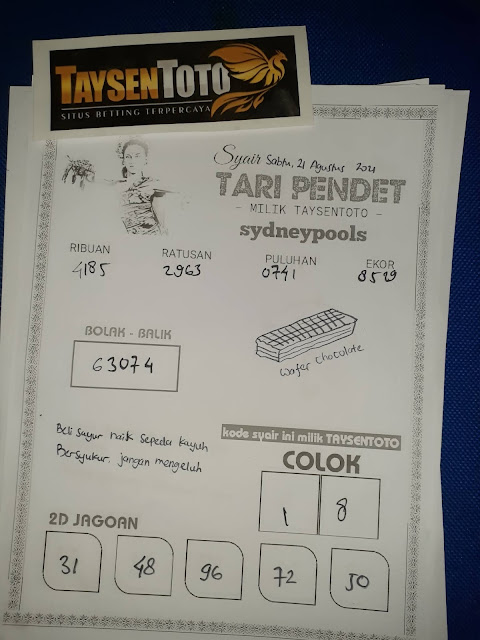 TAYSENTOTO
SITUS BETTING TERPERCAYA
Syair Sabtu, 21 Agustus 2021
TARI PENDET
- MILIK TAYSENTOTO -
sydneypools
RIBUAN RATUSAN PULUHAN EKOR
4185 2963 0741 8529
BOLAK - BALIK
63074
Wafer Chocolate
Beli sayur naik sepeda kayuh
Bersyukur jangan mengeluh
kode syair ini milik TAYSENTOTO
COLOK
1 8
2D JAGOAN
31 48 96 72 50